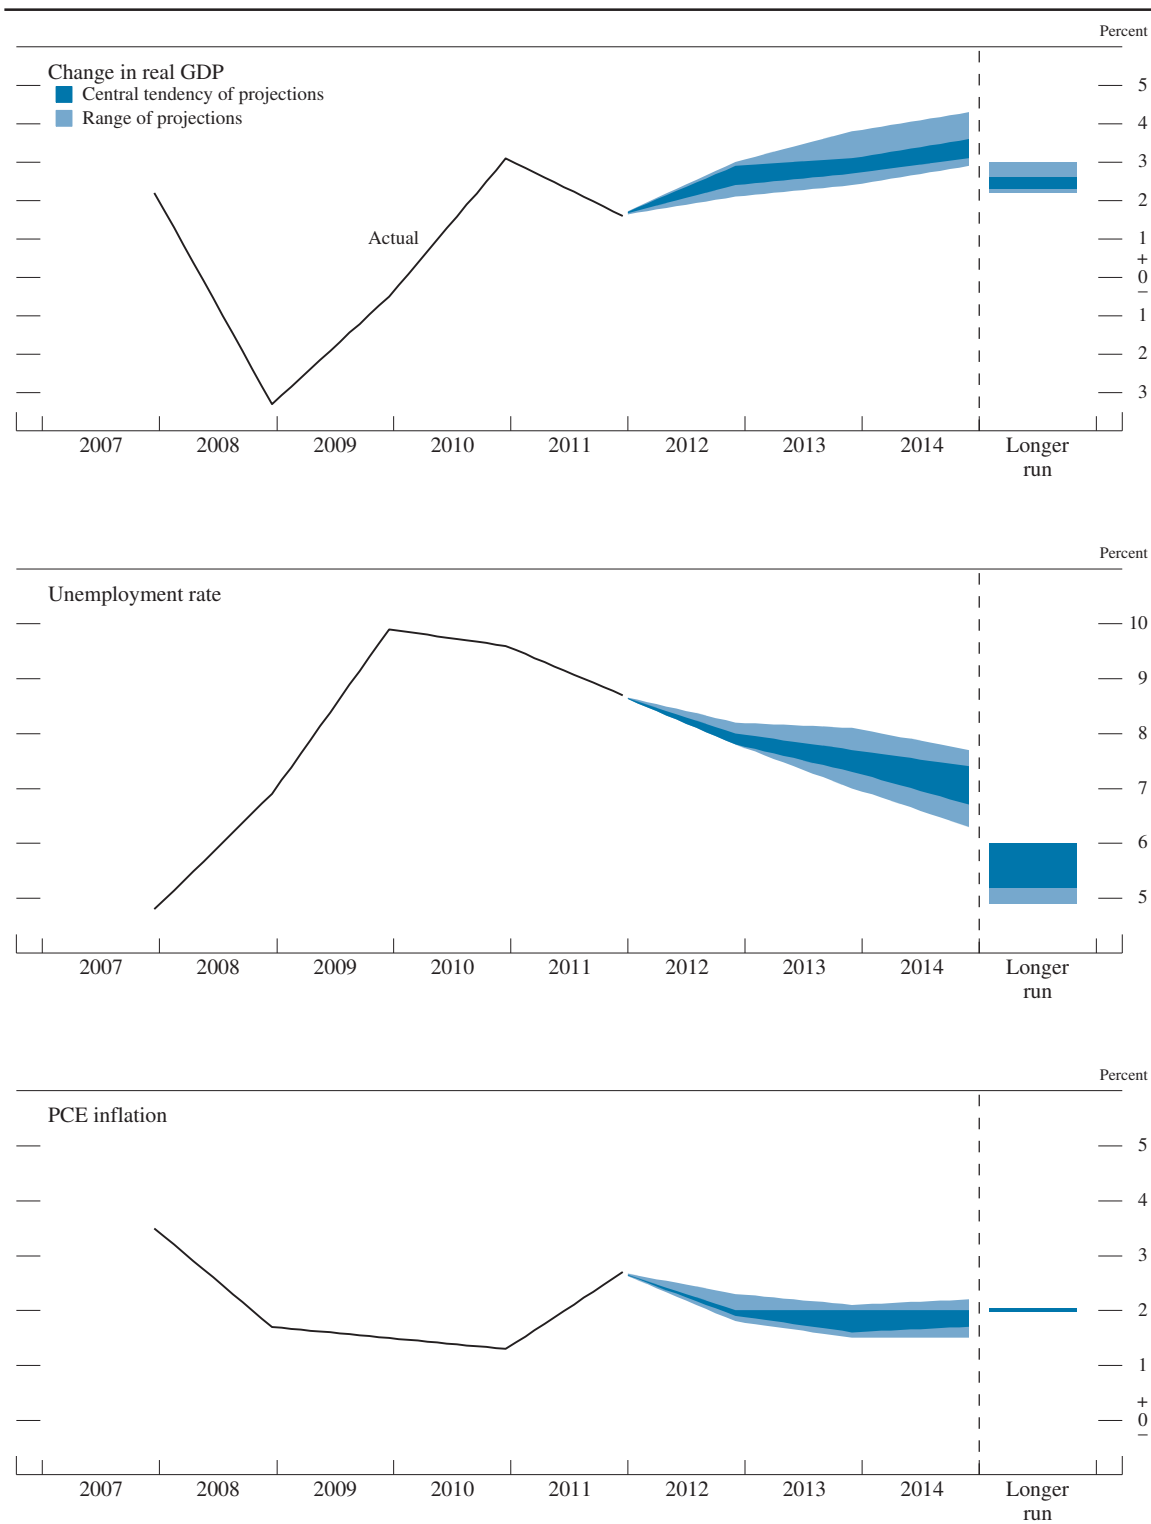 Percent
Change in real GDP
Central tendency of projections
Range of projections
Actual
5
4
3
2
1
+
0
−
1
2
3
2007 2008 2009 2010 2011 2012 2013 2014 Longer
run
Percent
Unemployment rate
10
9
8
7
6
5
2007 2008 2009 2010 2011 2012 2013 2014 Longer
run
Percent
PCE inflation
5
4
3
2
1
+
0
−
2007 2008 2009 2010 2011 2012 2013 2014 Longer
run